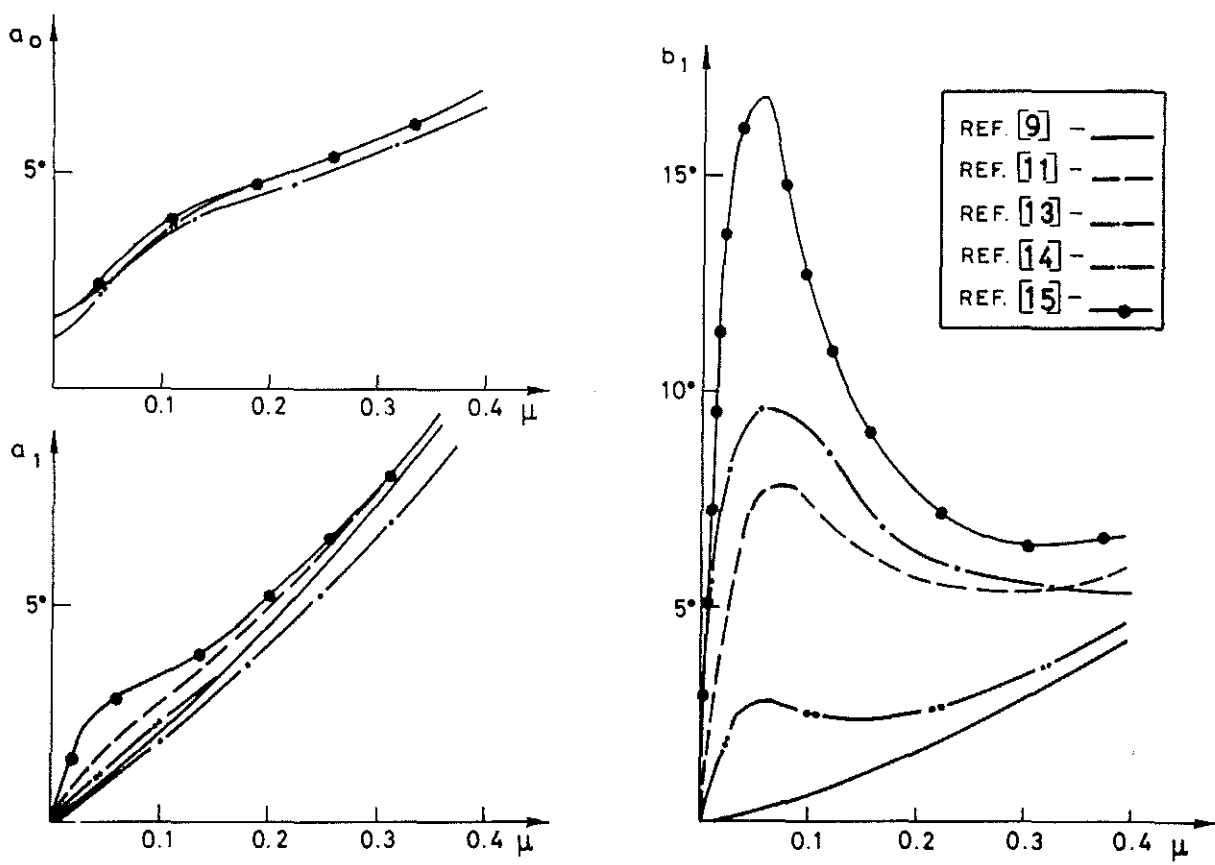 a₀
5°
0.1 0.2 0.3 0.4 μ
a₁
5°
0.1 0.2 0.3 0.4 μ
b₁
15°
10°
5°
0.1 0.2 0.3 0.4 μ
REF. [9] -
REF. [11] -
REF. [13] -
REF. [14] -
REF. [15] -